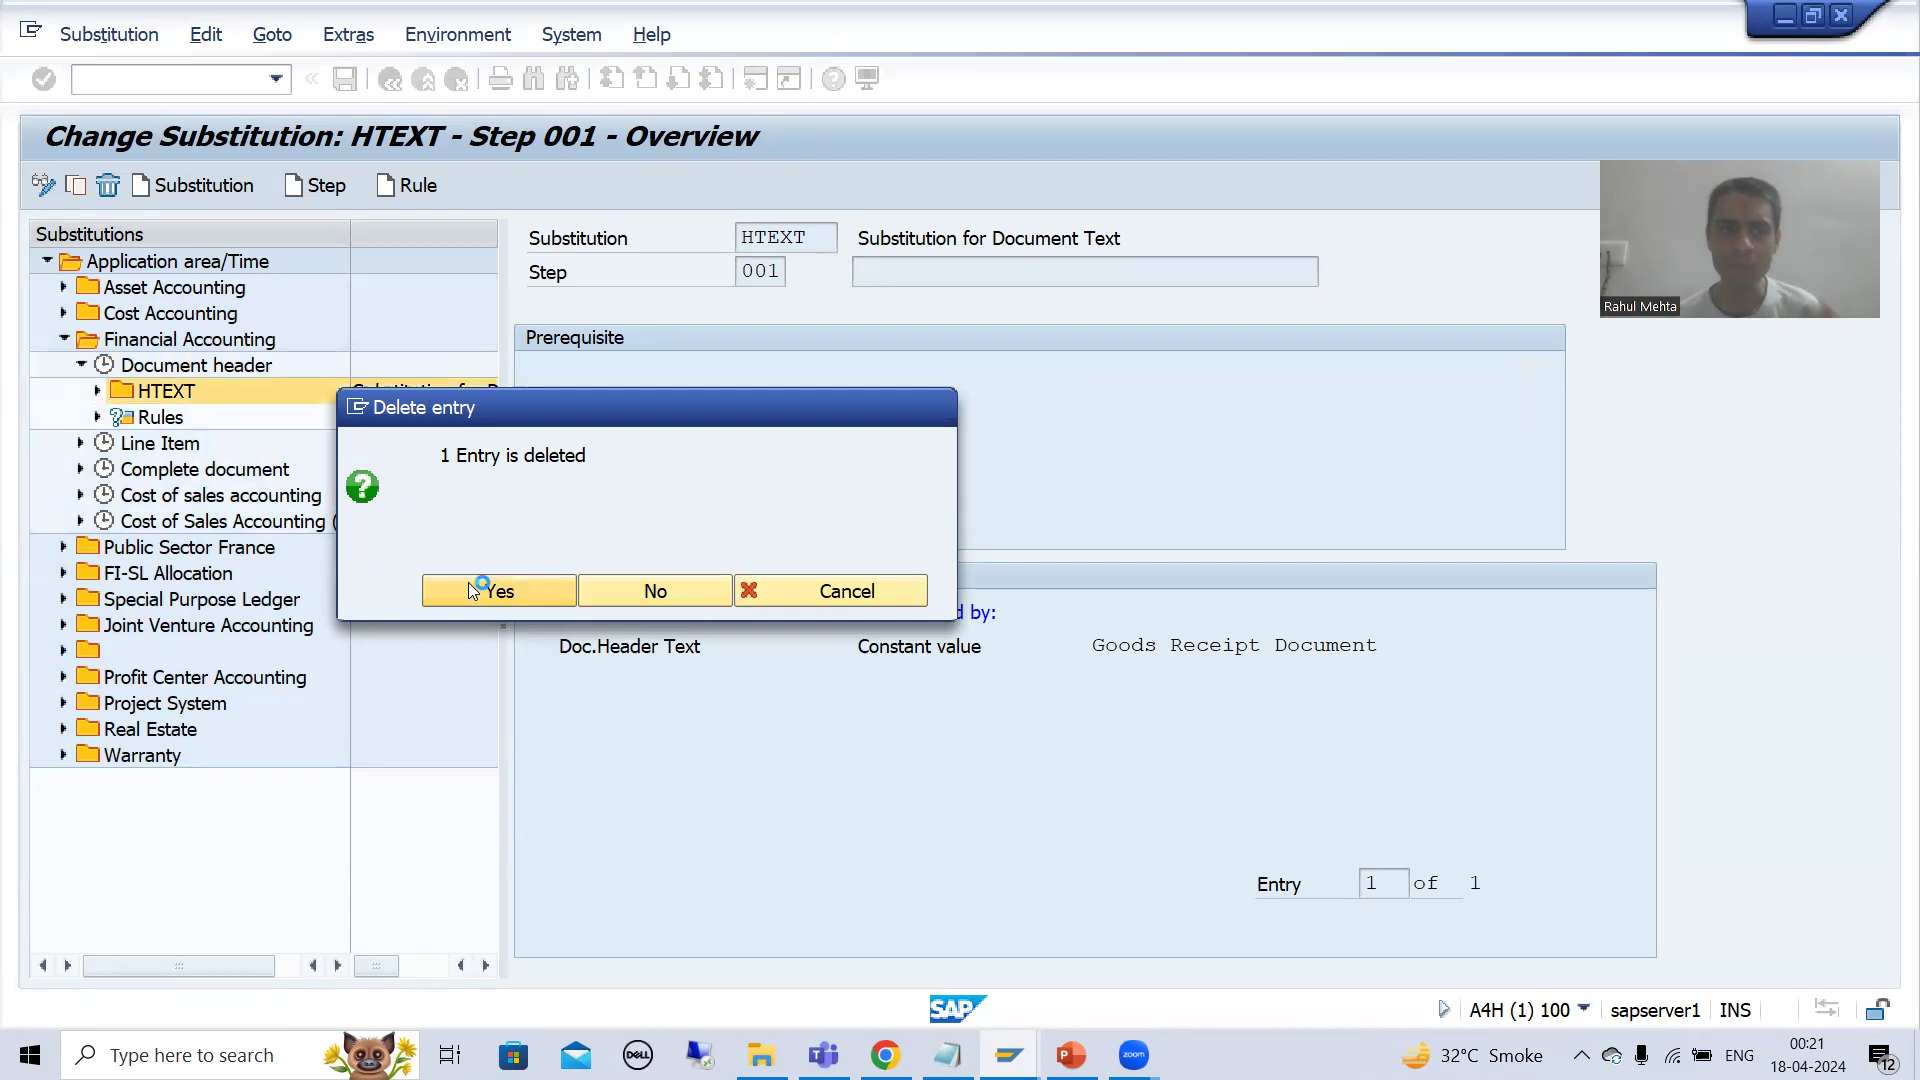 Substitution Edit Goto Extras Environment System Help
Change Substitution: HTEXT - Step 001 - Overview
Substitution Step Rule
Substitutions
Application area/Time
Asset Accounting
Cost Accounting
Financial Accounting
Document header
HTEXT
Rules
Line Item
Complete document
Cost of sales accounting
Cost of Sales Accounting (
Public Sector France
FI-SL Allocation
Special Purpose Ledger
Joint Venture Accounting
Profit Center Accounting
Project System
Real Estate
Warranty
Substitution HTEXT Substitution for Document Text
Step 001
Prerequisite
Delete entry
1 Entry is deleted
Yes No Cancel
d by:
Doc.Header Text Constant value Goods Receipt Document
Entry 1 of 1
Rahul Mehta
SAP
A4H (1) 100 sapserver1 INS
Type here to search
DELL
zoom
32°C Smoke
ENG
00:21
18-04-2024
12